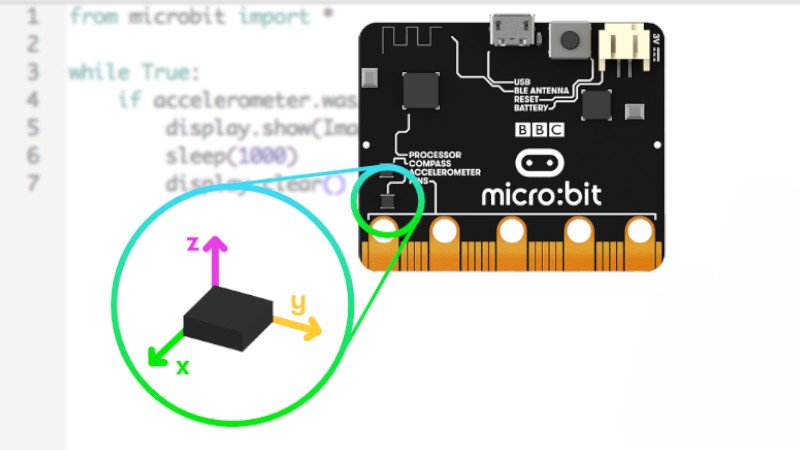 1 from microbit import *
2
3 while True:
4 if accelerometer.was
5 display.show(Ima
6 sleep(1000)
7 display.clear()
3V
USB
BLE ANTENNA
RESET
BATTERY
BBC
PROCESSOR
COMPASS
ACCELEROMETER
PINS
micro:bit
z
y
x